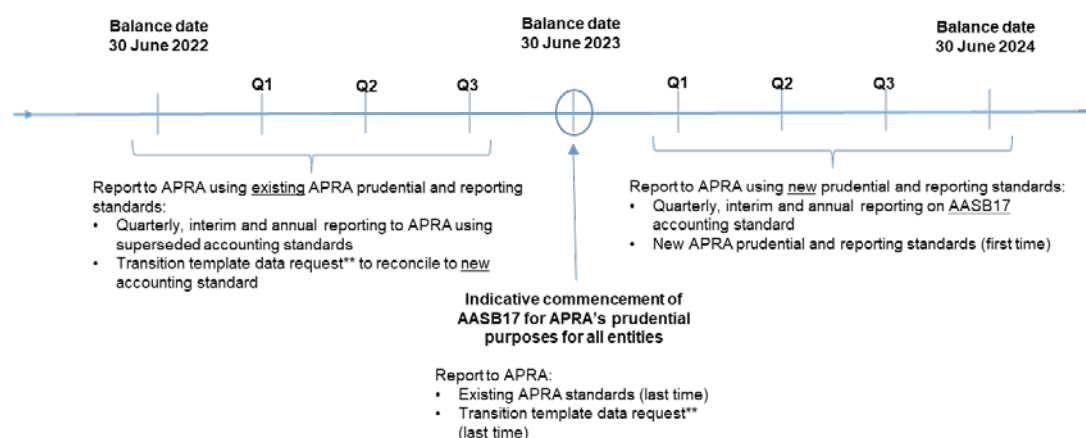 Balance date
30 June 2022
Balance date
30 June 2023
Balance date
30 June 2024
Q1
Q2
Q3
Q1
Q2
Q3
Report to APRA using existing APRA prudential and reporting
standards:
• Quarterly, interim and annual reporting to APRA using
superseded accounting standards
• Transition template data request** to reconcile to new
accounting standard
Report to APRA using new prudential and reporting standards:
• Quarterly, interim and annual reporting on AASB17
accounting standard
• New APRA prudential and reporting standards (first time)
Indicative commencement of
AASB17 for APRA's prudential
purposes for all entities
Report to APRA:
• Existing APRA standards (last time)
• Transition template data request**
(last time)